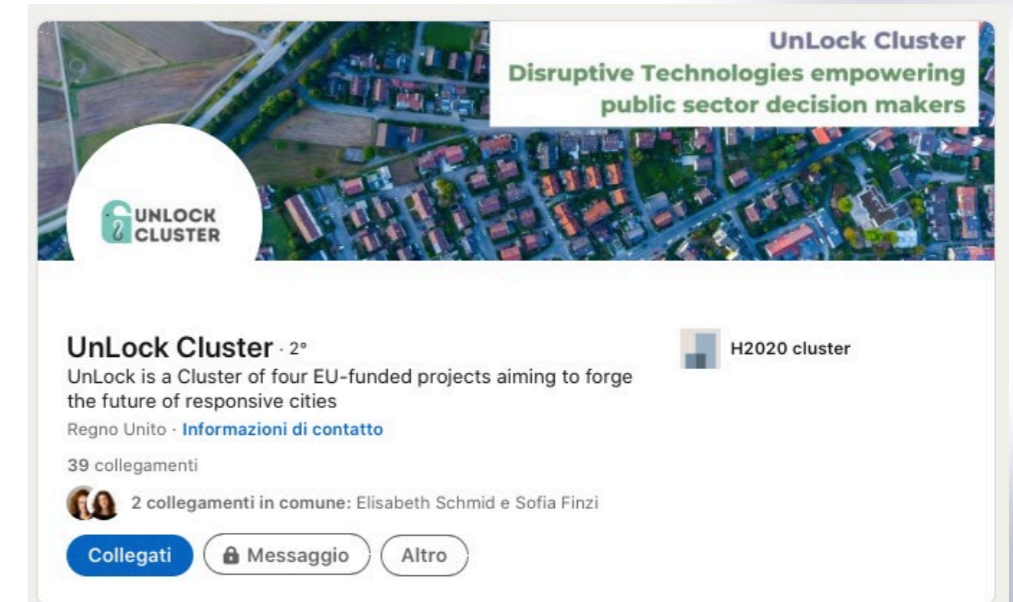 UnLock Cluster
Disruptive Technologies empowering
public sector decision makers
UNLOCK
CLUSTER
UnLock Cluster · 2°
UnLock is a Cluster of four EU-funded projects aiming to forge
the future of responsive cities
Regno Unito · Informazioni di contatto
39 collegamenti
2 collegamenti in comune: Elisabeth Schmid e Sofia Finzi
Collegati
Messaggio
Altro
H2020 cluster